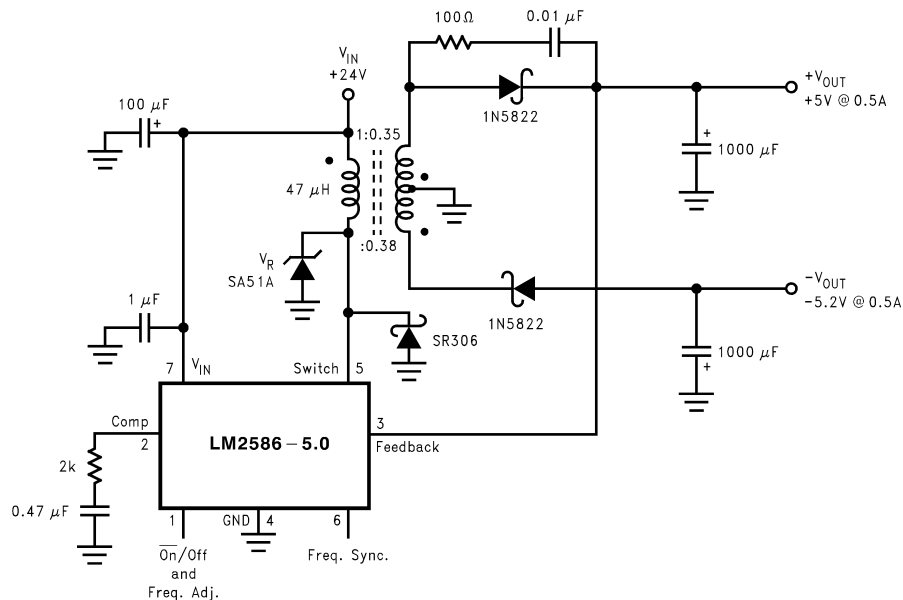 100Ω
0.01 µF
V_IN
+24V
+V_OUT
+5V @ 0.5A
100 µF
+
1:0.35
1N5822
+
1000 µF
47 µH
:0.38
V_R
SA51A
−V_OUT
−5.2V @ 0.5A
1N5822
1 µF
SR306
1000 µF
+
7
V_IN
Switch
5
Comp
2
LM2586−5.0
3
Feedback
2k
0.47 µF
1
GND
4
6
On/Off
and
Freq. Adj.
Freq. Sync.